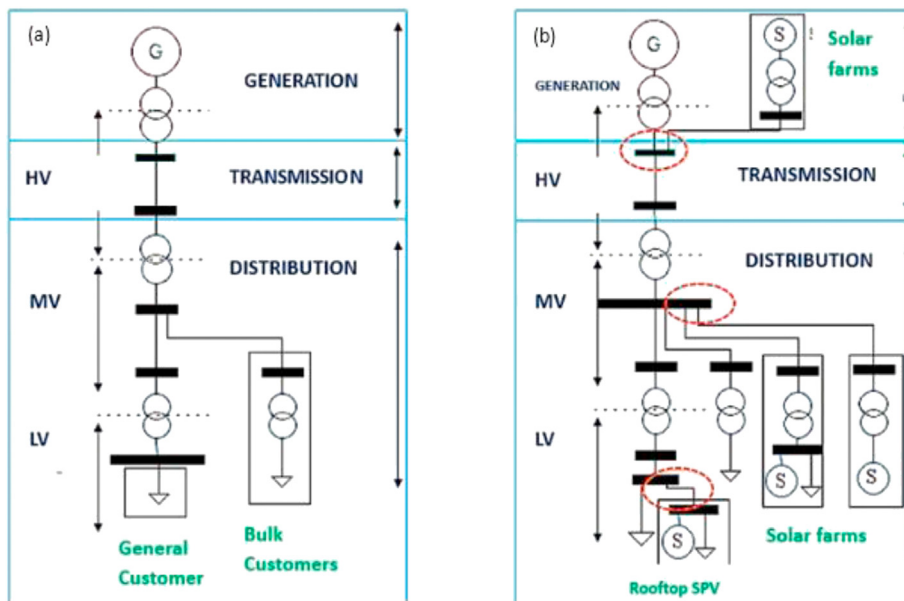 (a)
G
GENERATION
HV
TRANSMISSION
DISTRIBUTION
MV
LV
General
Customer
Bulk
Customers
(b)
G
S
Solar
farms
GENERATION
HV
TRANSMISSION
DISTRIBUTION
MV
LV
S
S
S
Solar farms
Rooftop SPV